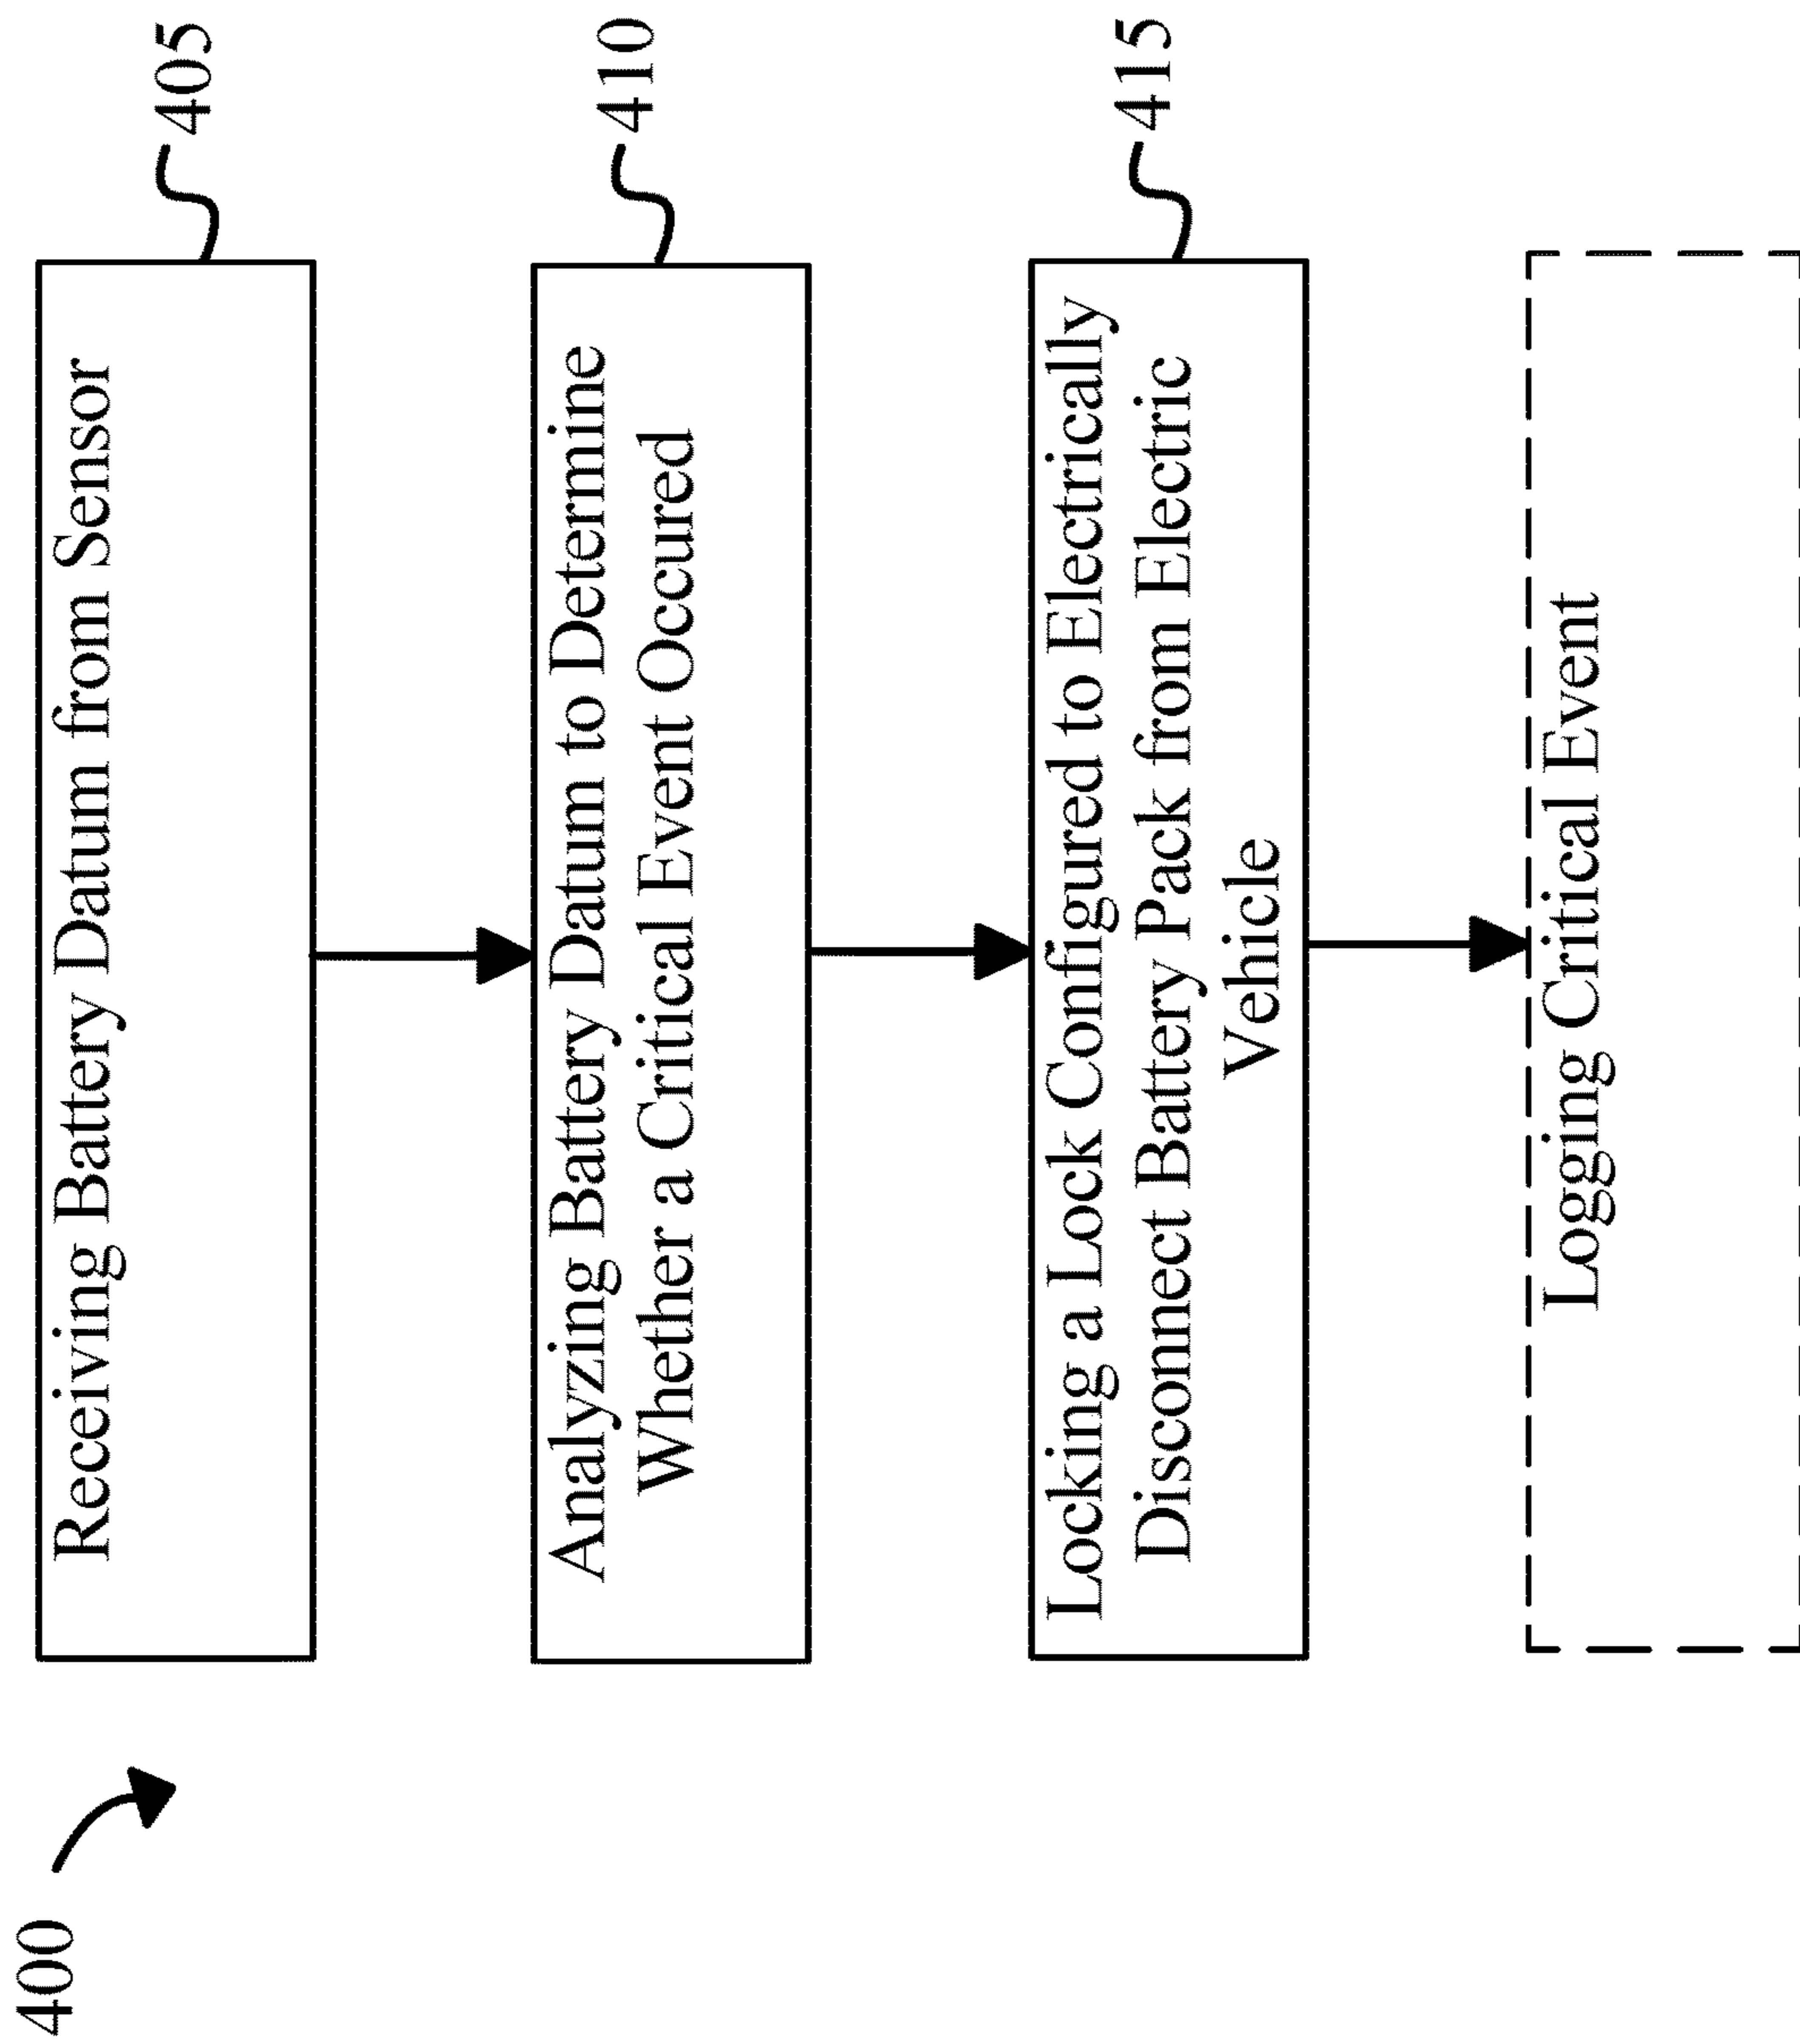 400
Receiving Battery Datum from Sensor
405
Analyzing Battery Datum to Determine
Whether a Critical Event Occured
410
Locking a Lock Configured to Electrically
Disconnect Battery Pack from Electric
Vehicle
415
Logging Critical Event